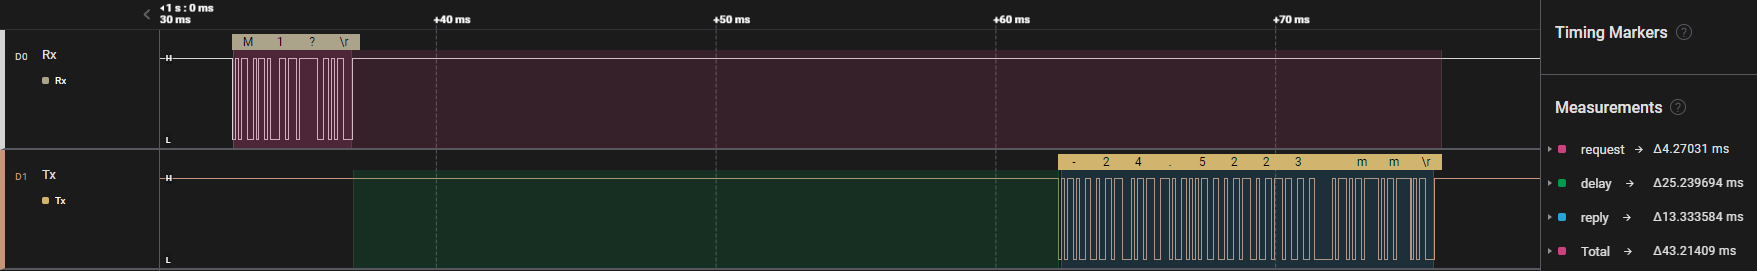 1 s : 0 ms
30 ms +40 ms +50 ms +60 ms +70 ms
Timing Markers ?
D0 Rx
Rx
H
L
M 1 ? \r
D1 Tx
Tx
H
L
- 2 4 . 5 2 2 3 m m \r
Measurements ?
request → Δ4.27031 ms
delay → Δ25.239694 ms
reply → Δ13.333584 ms
Total → Δ43.21409 ms